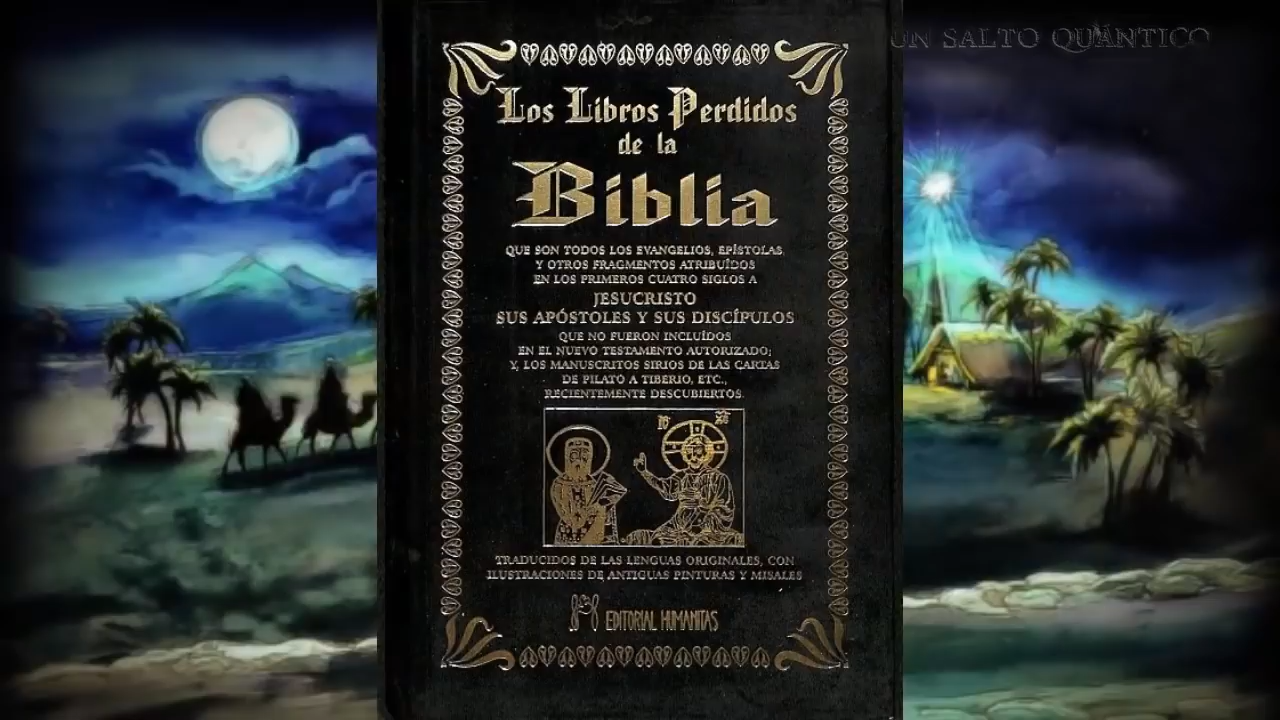 UN SALTO QUÁNTICO
Los Libros Perdidos
de la
Biblia
QUE SON TODOS LOS EVANGELIOS, EPÍSTOLAS,
Y OTROS FRAGMENTOS ATRIBUÍDOS
EN LOS PRIMEROS CUATRO SIGLOS A
JESUCRISTO
SUS APÓSTOLES Y SUS DISCÍPULOS
QUE NO FUERON INCLUÍDOS
EN EL NUEVO TESTAMENTO AUTORIZADO;
Y, LOS MANUSCRITOS SIRIOS DE LAS CARTAS
DE PILATO A TIBERIO, ETC.,
RECIENTEMENTE DESCUBIERTOS.
IC XC
TRADUCIDOS DE LAS LENGUAS ORIGINALES, CON
ILUSTRACIONES DE ANTIGUAS PINTURAS Y MISALES
EDITORIAL HUMANITAS